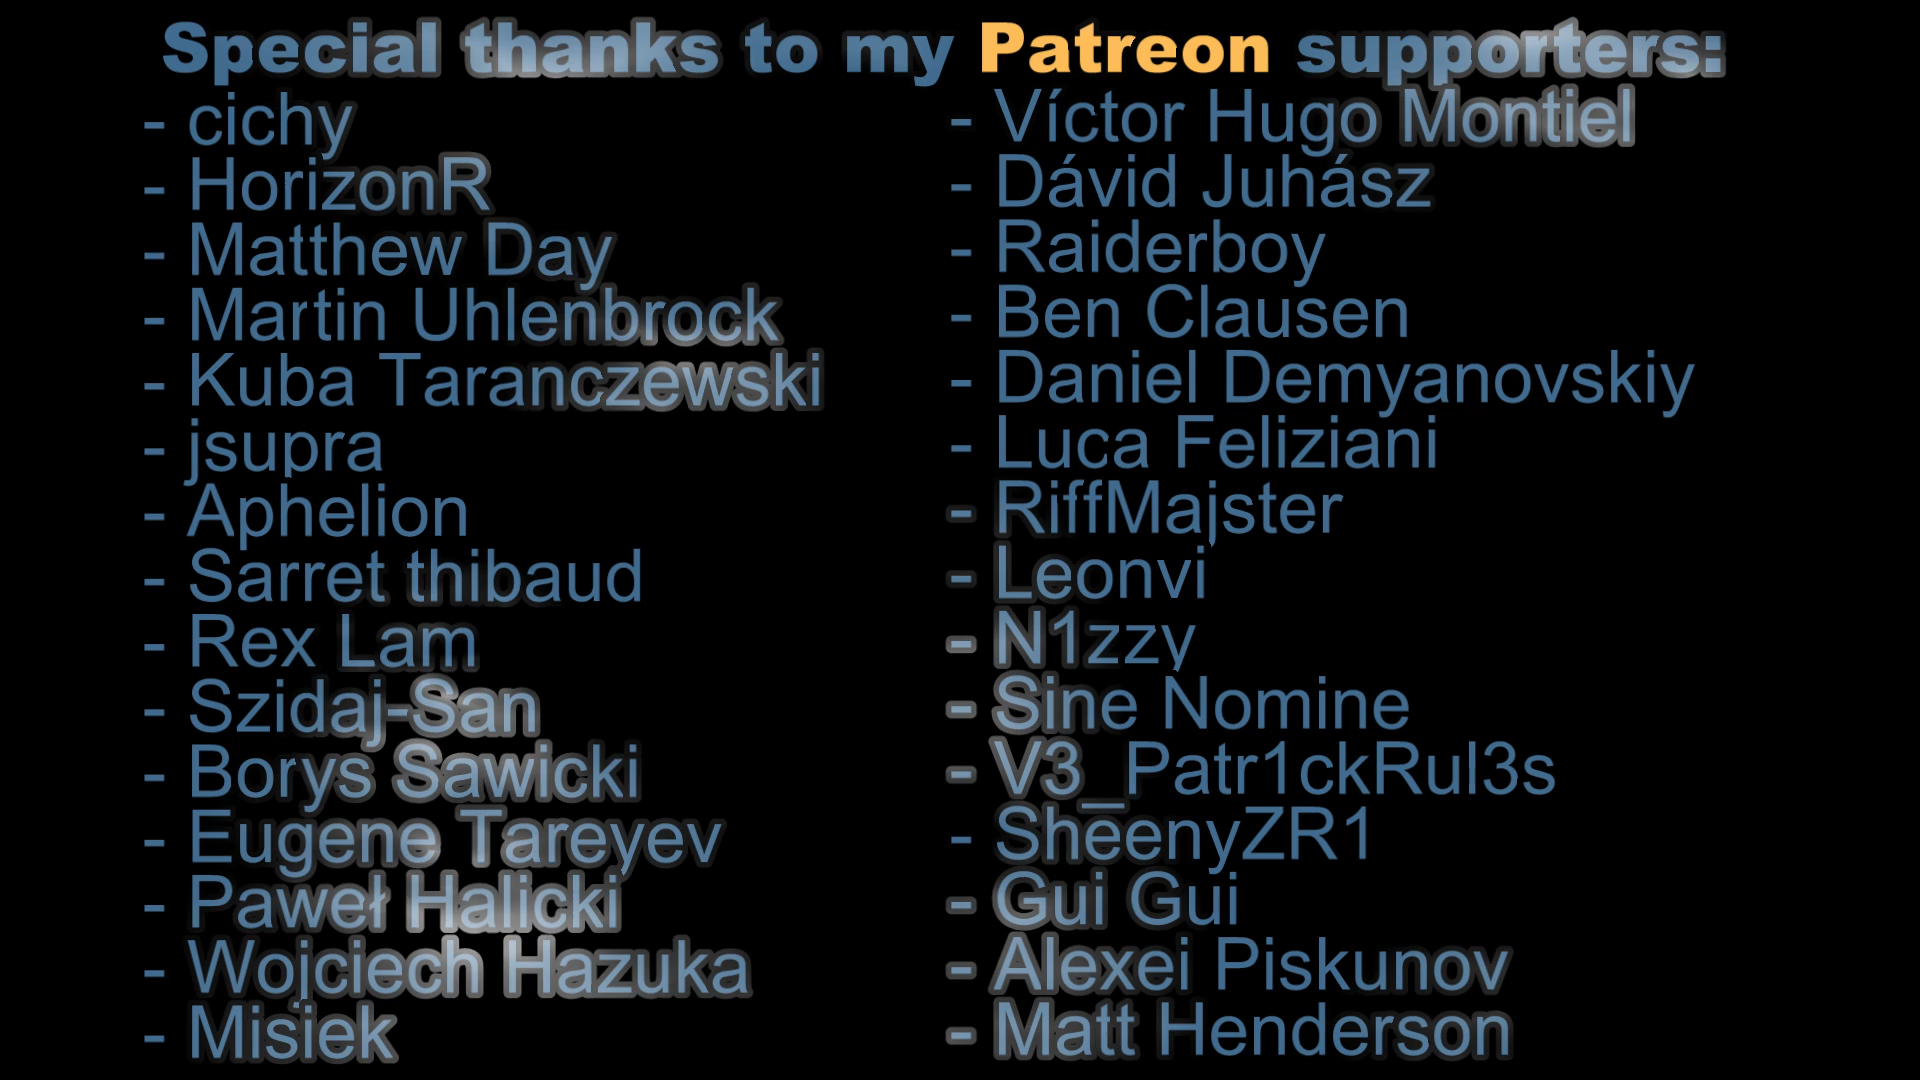 Special thanks to my Patreon supporters:
- cichy
- HorizonR
- Matthew Day
- Martin Uhlenbrock
- Kuba Taranczewski
- jsupra
- Aphelion
- Sarret thibaud
- Rex Lam
- Szidaj-San
- Borys Sawicki
- Eugene Tareyev
- Paweł Halicki
- Wojciech Hazuka
- Misiek
- Víctor Hugo Montiel
- Dávid Juhász
- Raiderboy
- Ben Clausen
- Daniel Demyanovskiy
- Luca Feliziani
- RiffMajster
- Leonvi
- N1zzy
- Sine Nomine
- V3_Patr1ckRul3s
- SheenyZR1
- Gui Gui
- Alexei Piskunov
- Matt Henderson